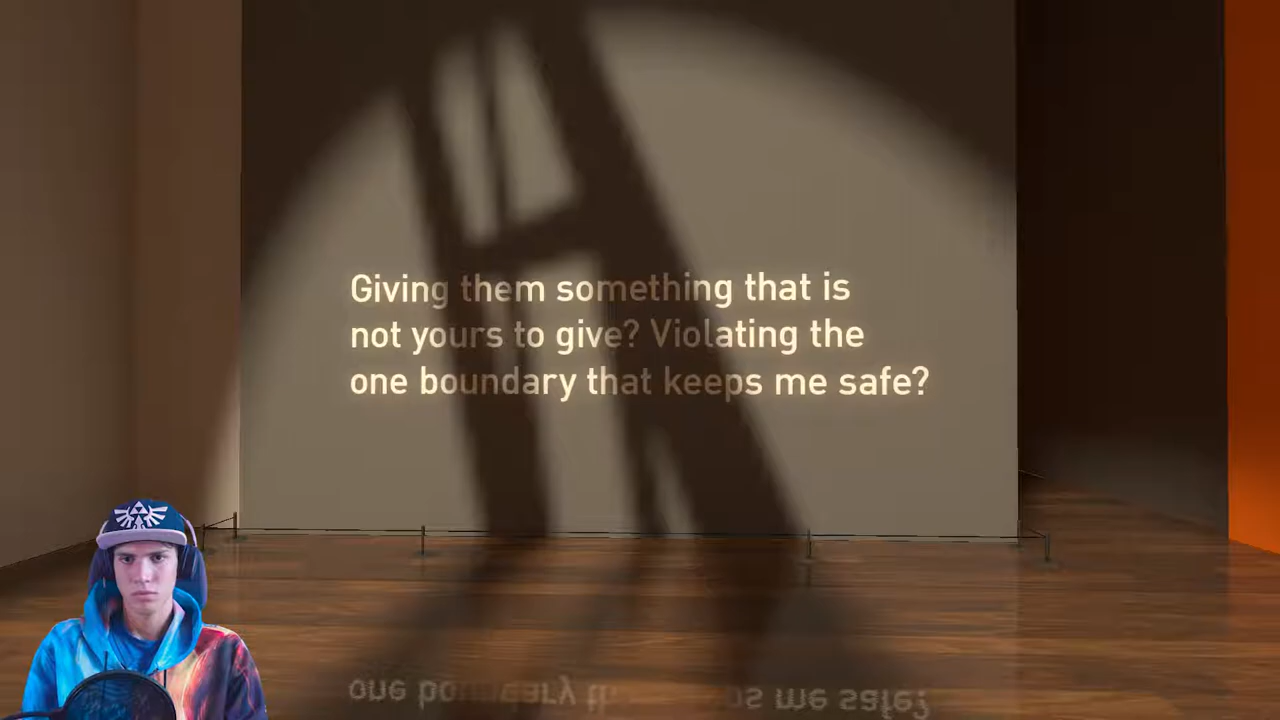 Giving them something that is
not yours to give? Violating the
one boundary that keeps me safe?